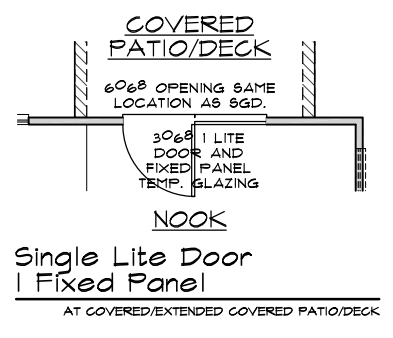 COVERED
PATIO/DECK
6068 OPENING SAME
LOCATION AS SGD.
3068 1 LITE
DOOR AND
FIXED PANEL
TEMP. GLAZING
NOOK
Single Lite Door
1 Fixed Panel
AT COVERED/EXTENDED COVERED PATIO/DECK